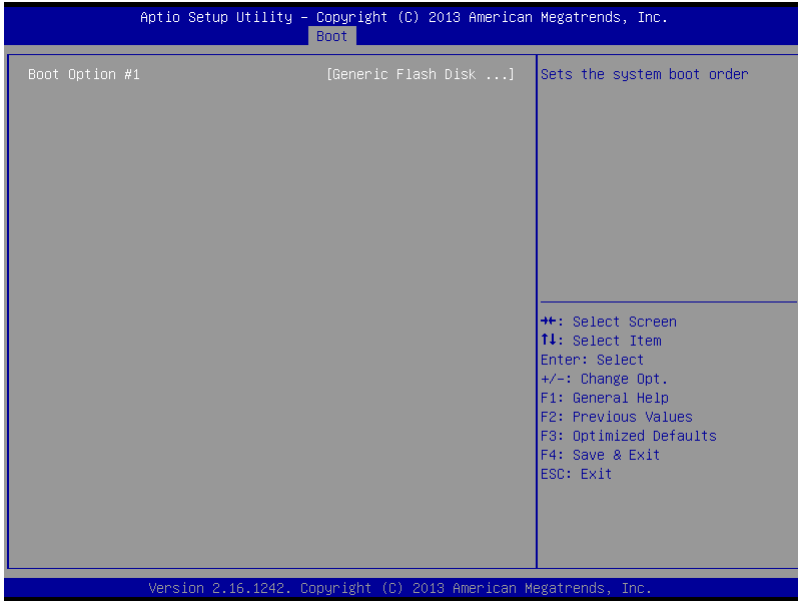 Aptio Setup Utility – Copyright (C) 2013 American Megatrends, Inc.
Boot
Boot Option #1 [Generic Flash Disk ...]
Sets the system boot order
→←: Select Screen
↑↓: Select Item
Enter: Select
+/-: Change Opt.
F1: General Help
F2: Previous Values
F3: Optimized Defaults
F4: Save & Exit
ESC: Exit
Version 2.16.1242. Copyright (C) 2013 American Megatrends, Inc.